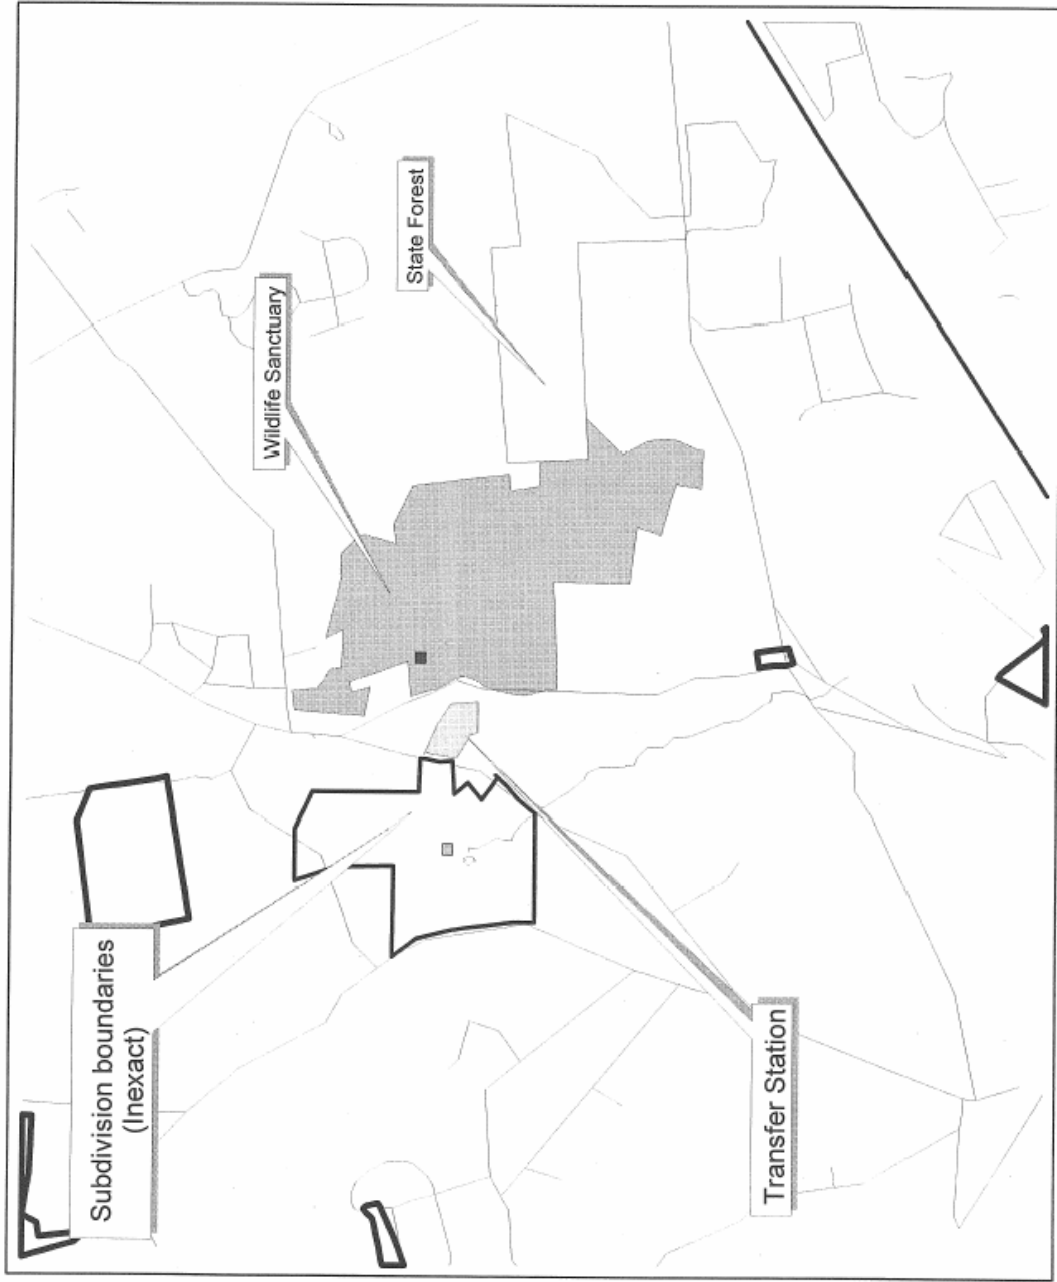 Subdivision boundaries
(Inexact)
Wildlife Sanctuary
State Forest
Transfer Station